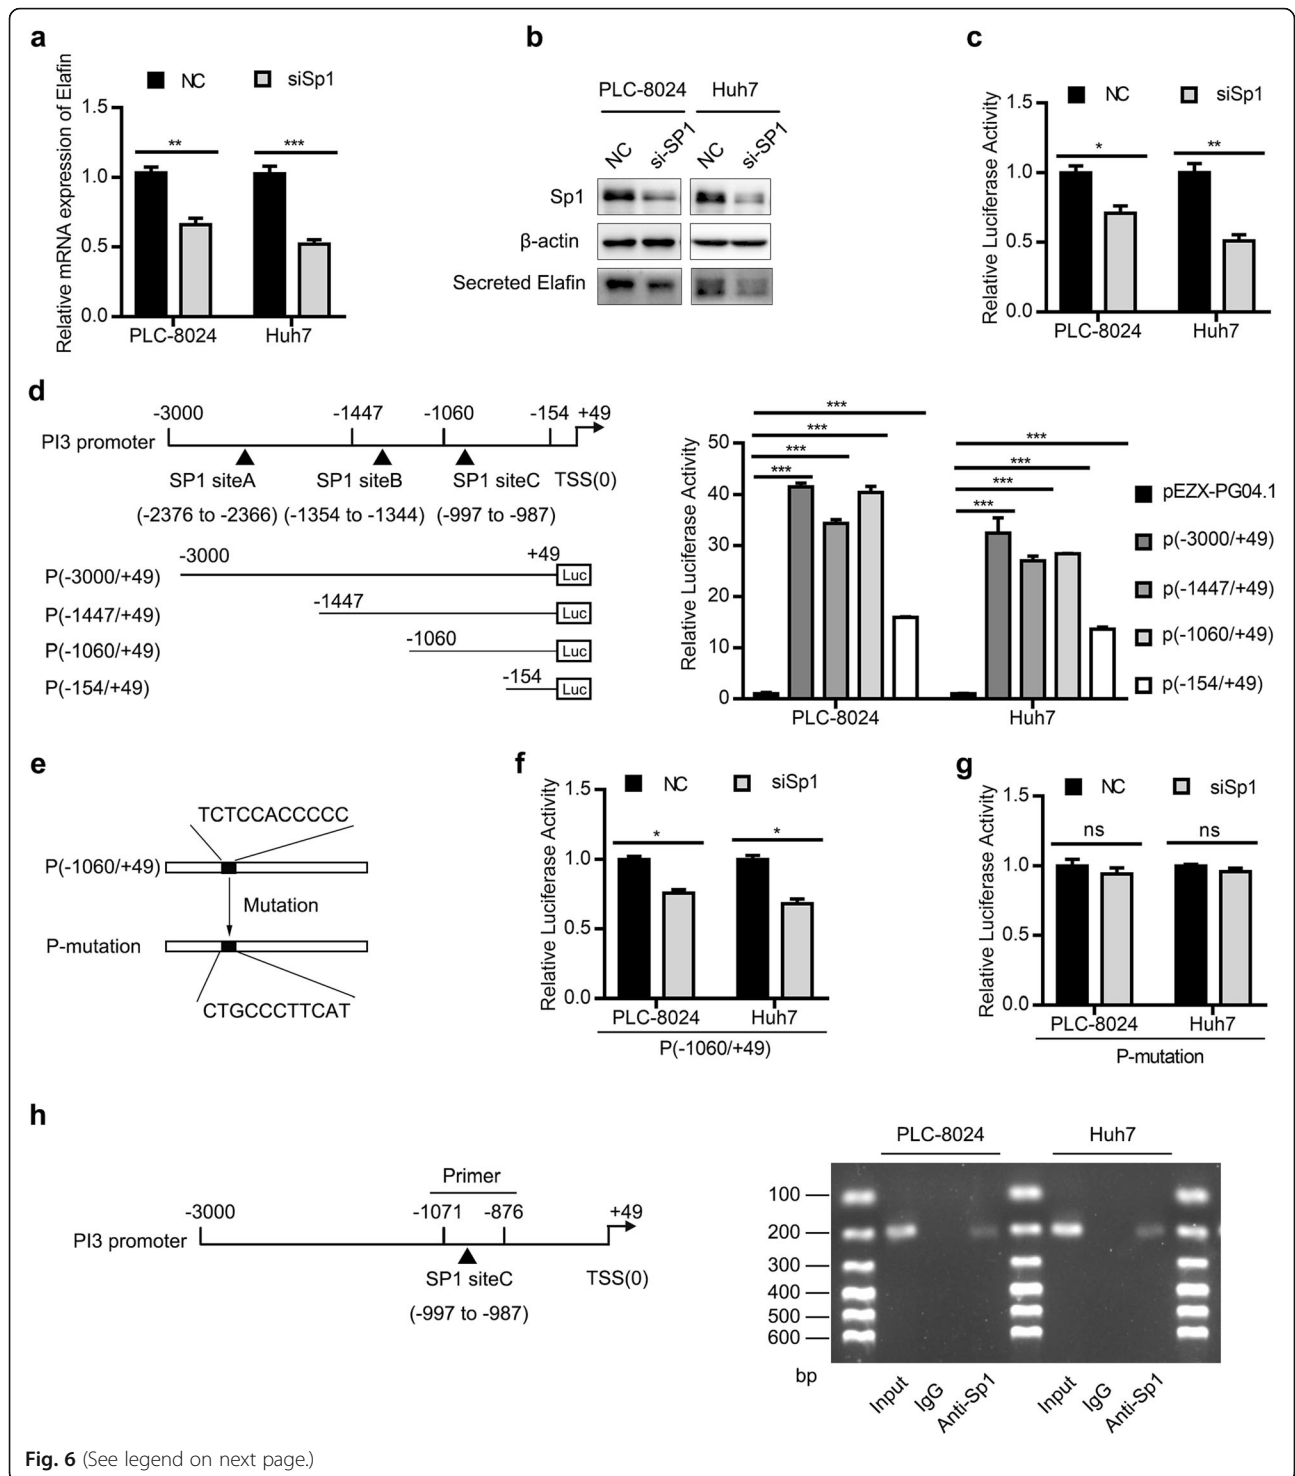 a
NC siSp1
Relative mRNA expression of Elafin
1.5
1.0
0.5
0.0
** ***
PLC-8024 Huh7
b
PLC-8024 Huh7
NC si-SP1 NC si-SP1
Sp1
β-actin
Secreted Elafin
c
NC siSp1
Relative Luciferase Activity
1.5
1.0
0.5
0.0
* **
PLC-8024 Huh7
d
-3000 -1447 -1060 -154 +49
PI3 promoter
SP1 siteA SP1 siteB SP1 siteC TSS(0)
(-2376 to -2366) (-1354 to -1344) (-997 to -987)
-3000 +49
P(-3000/+49) Luc
-1447
P(-1447/+49) Luc
-1060
P(-1060/+49) Luc
-154
P(-154/+49) Luc
Relative Luciferase Activity
50
40
30
20
10
0
***
***
***
***
***
***
***
***
PLC-8024 Huh7
pEZX-PG04.1
p(-3000/+49)
p(-1447/+49)
p(-1060/+49)
p(-154/+49)
e
TCTCCACCCCC
P(-1060/+49)
Mutation
P-mutation
CTGCCCTTCAT
f
NC siSp1
Relative Luciferase Activity
1.5
1.0
0.5
0.0
* *
PLC-8024 Huh7
P(-1060/+49)
g
NC siSp1
Relative Luciferase Activity
1.5
1.0
0.5
0.0
ns ns
PLC-8024 Huh7
P-mutation
h
Primer
-3000 -1071 -876 +49
PI3 promoter
SP1 siteC TSS(0)
(-997 to -987)
PLC-8024 Huh7
100
200
300
400
500
600
bp
Input IgG Anti-Sp1 Input IgG Anti-Sp1
Fig. 6 (See legend on next page.)